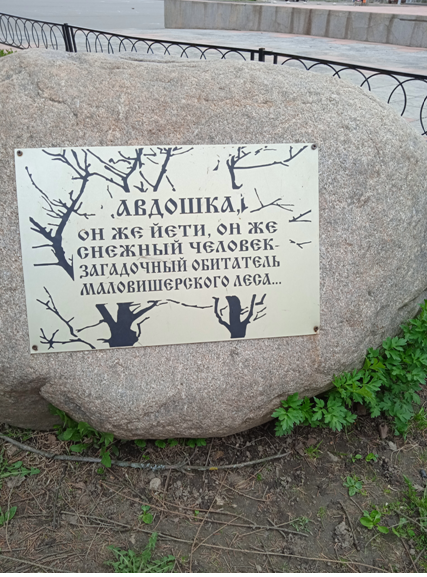 АВДОШКА,
ОН ЖЕ ЙЕТИ, ОН ЖЕ
СНЕЖНЫЙ ЧЕЛОВЕК-
ЗАГАДОЧНЫЙ ОБИТАТЕЛЬ
МАЛОВИШЕРСКОГО ЛЕСА...